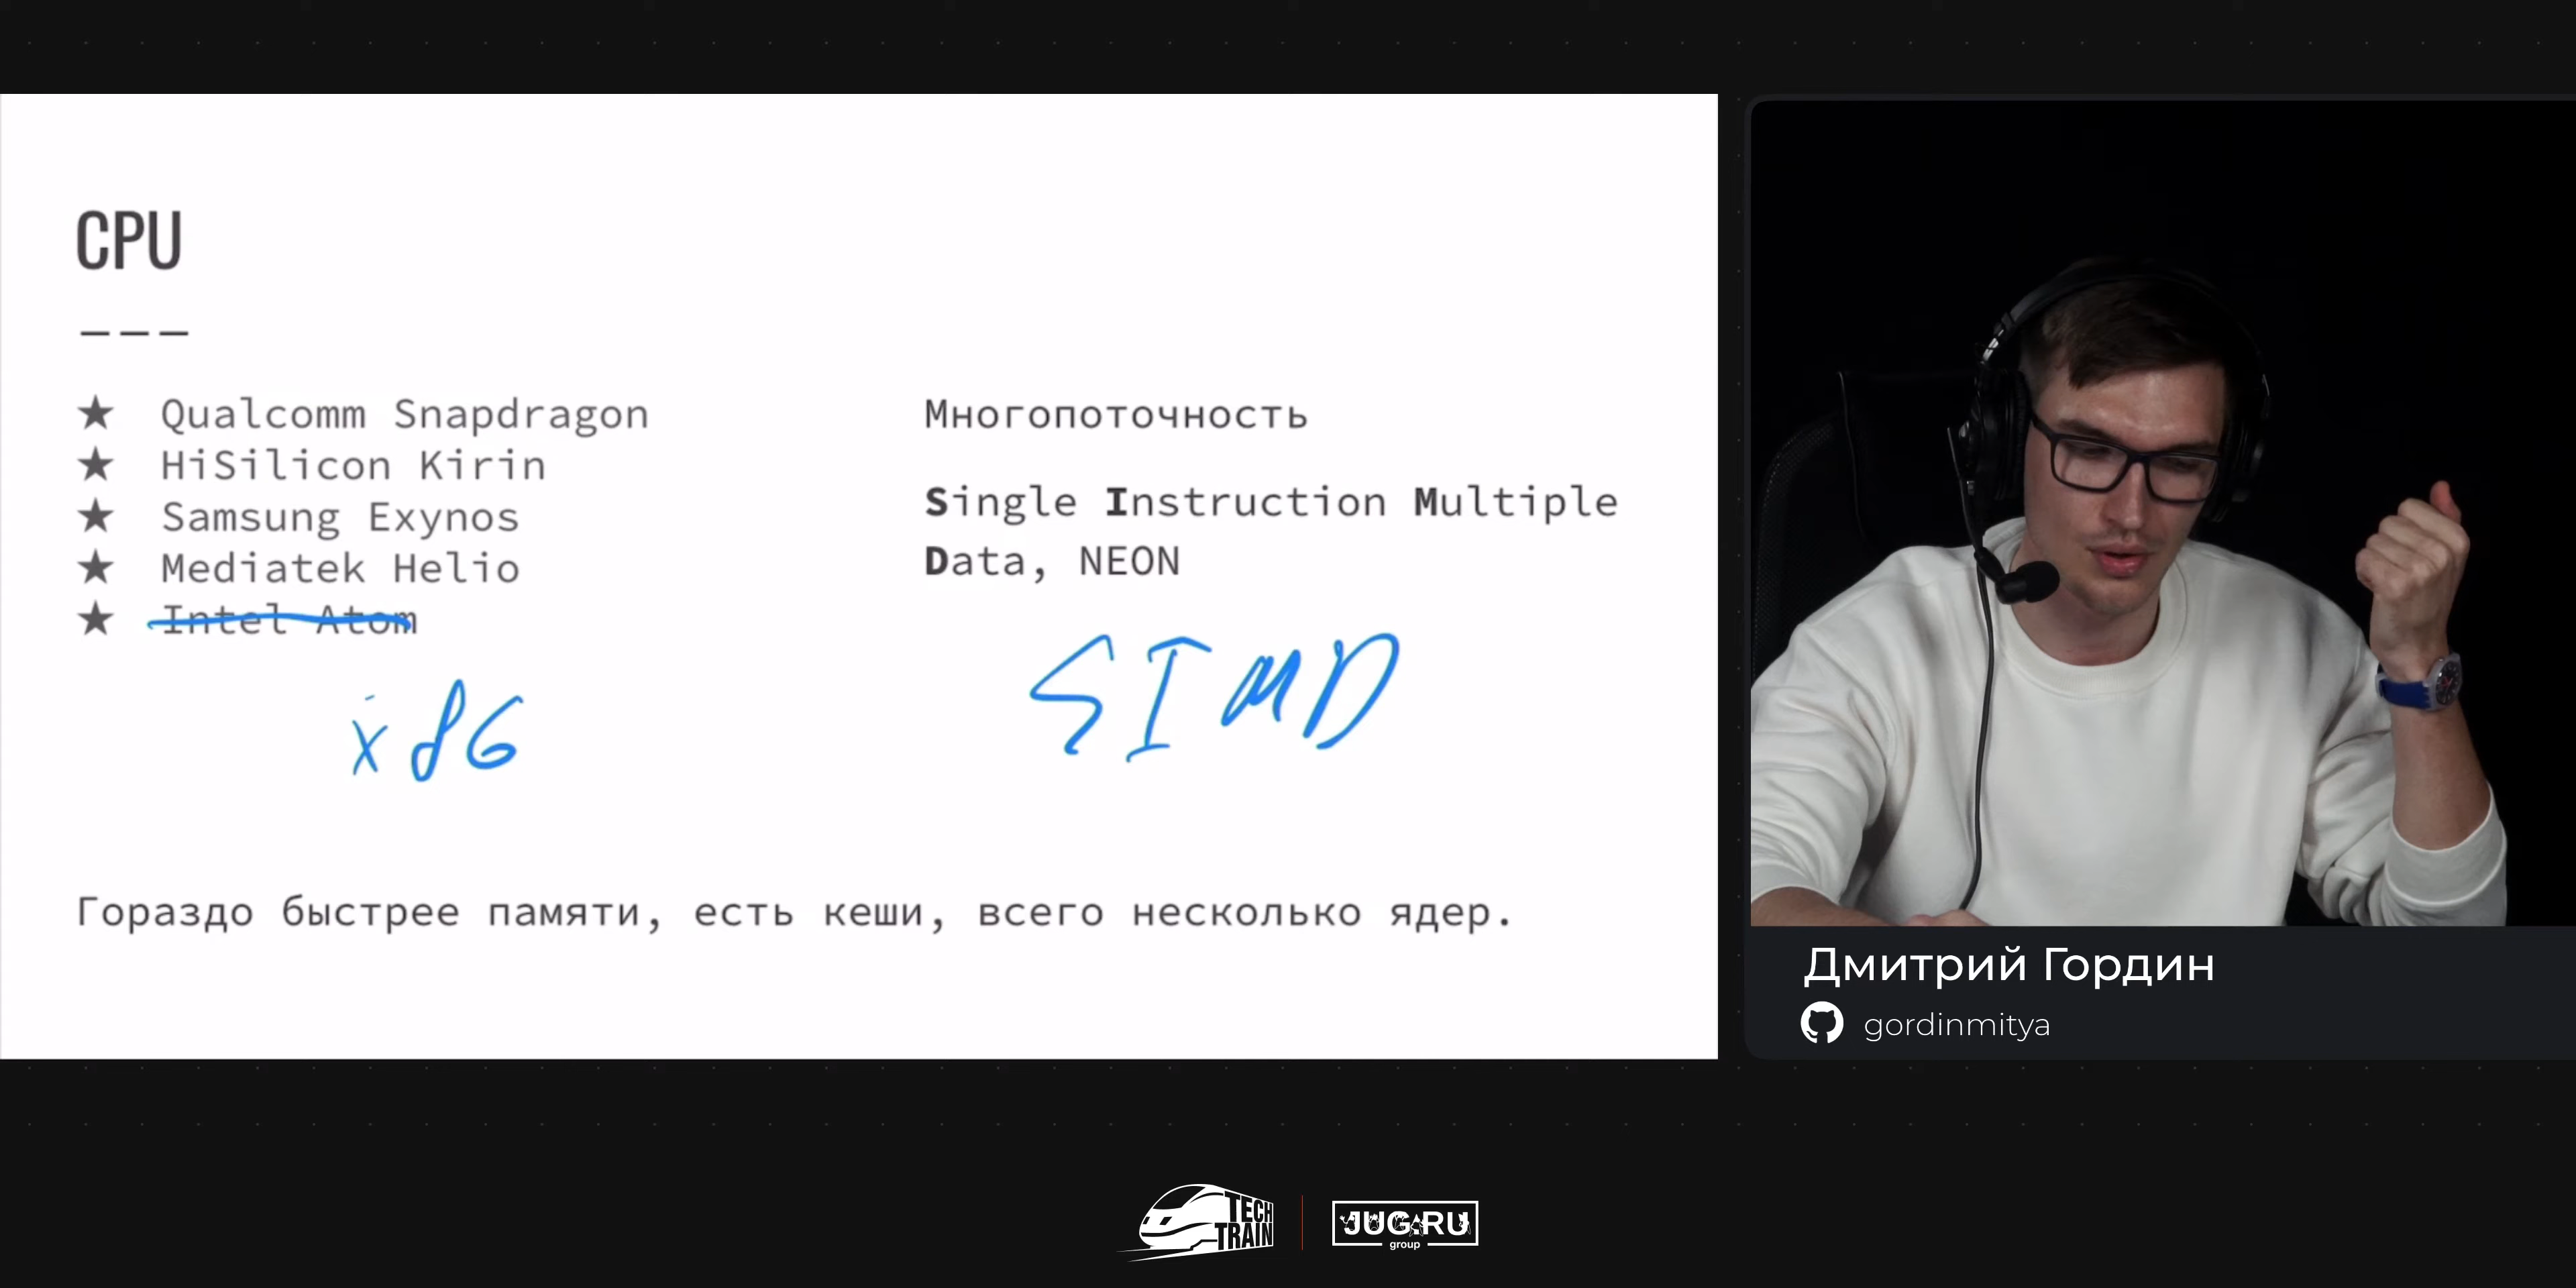 CPU
---
★ Qualcomm Snapdragon
★ HiSilicon Kirin
★ Samsung Exynos
★ Mediatek Helio
★ Intel Atom
x86
Многопоточность
Single Instruction Multiple
Data, NEON
SIMD
Гораздо быстрее памяти, есть кеши, всего несколько ядер.
Дмитрий Гордин
gordinmitya
TECH
TRAIN
JUG.RU
group